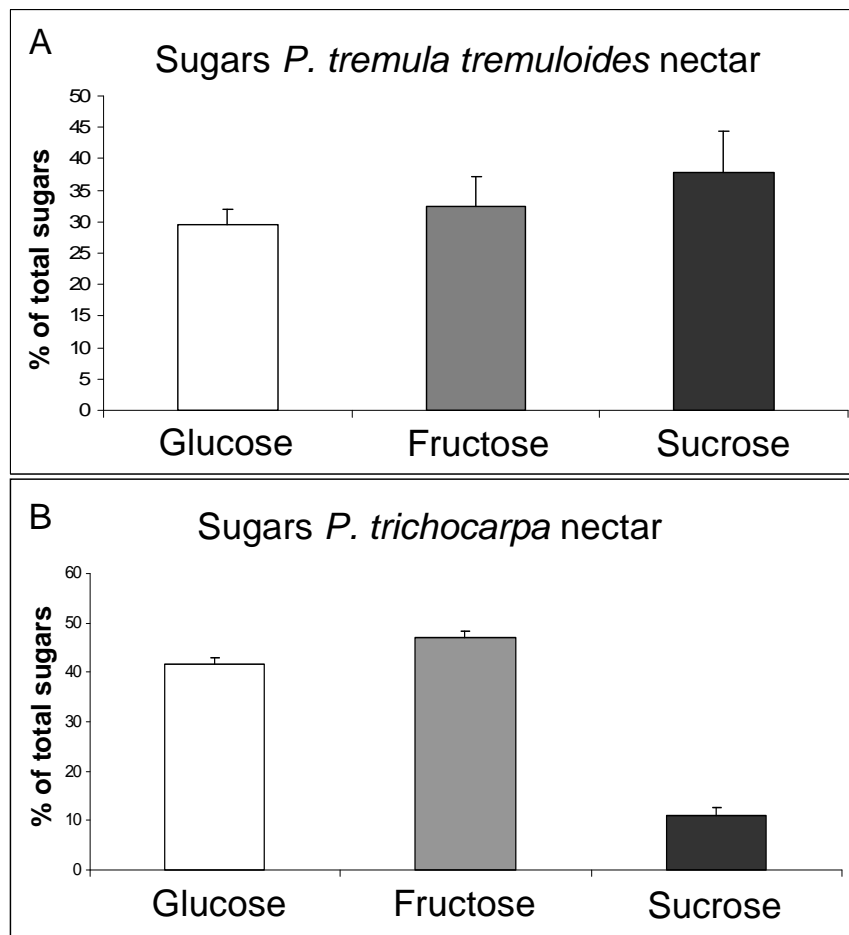 A
Sugars P. tremula tremuloides nectar
% of total sugars
50
45
40
35
30
25
20
15
10
5
0
Glucose Fructose Sucrose
B
Sugars P. trichocarpa nectar
% of total sugars
60
50
40
30
20
10
0
Glucose Fructose Sucrose